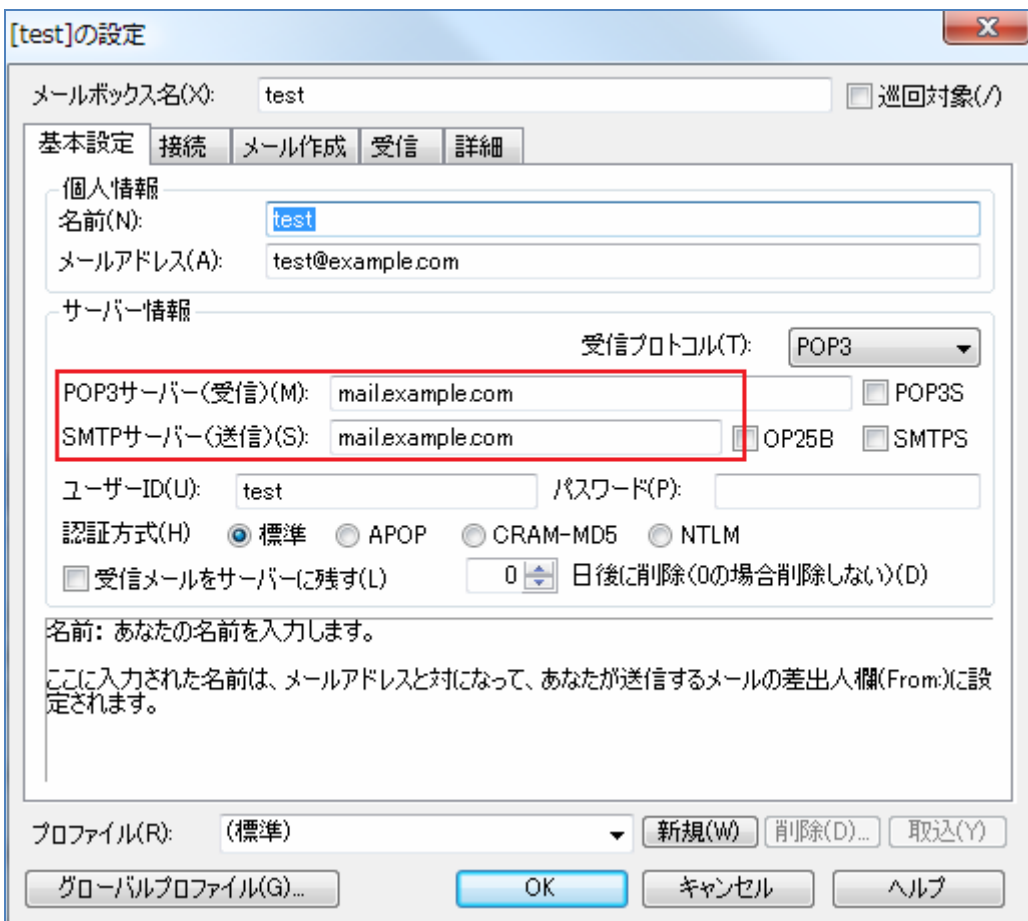 [test]の設定
メールボックス名(X): test 巡回対象(/)
基本設定 接続 メール作成 受信 詳細
個人情報
名前(N): test
メールアドレス(A): test@example.com
サーバー情報
受信プロトコル(T): POP3
POP3サーバー(受信)(M): mail.example.com POP3S
SMTPサーバー(送信)(S): mail.example.com OP25B SMTPS
ユーザーID(U): test パスワード(P):
認証方式(H) 標準 APOP CRAM-MD5 NTLM
受信メールをサーバーに残す(L) 0 日後に削除(0の場合削除しない)(D)
名前: あなたの名前を入力します。
ここに入力された名前は、メールアドレスと対になって、あなたが送信するメールの差出人欄(From:)に設
定されます。
プロファイル(R): (標準) 新規(W) 削除(D)... 取込(Y)
グローバルプロファイル(G)... OK キャンセル ヘルプ